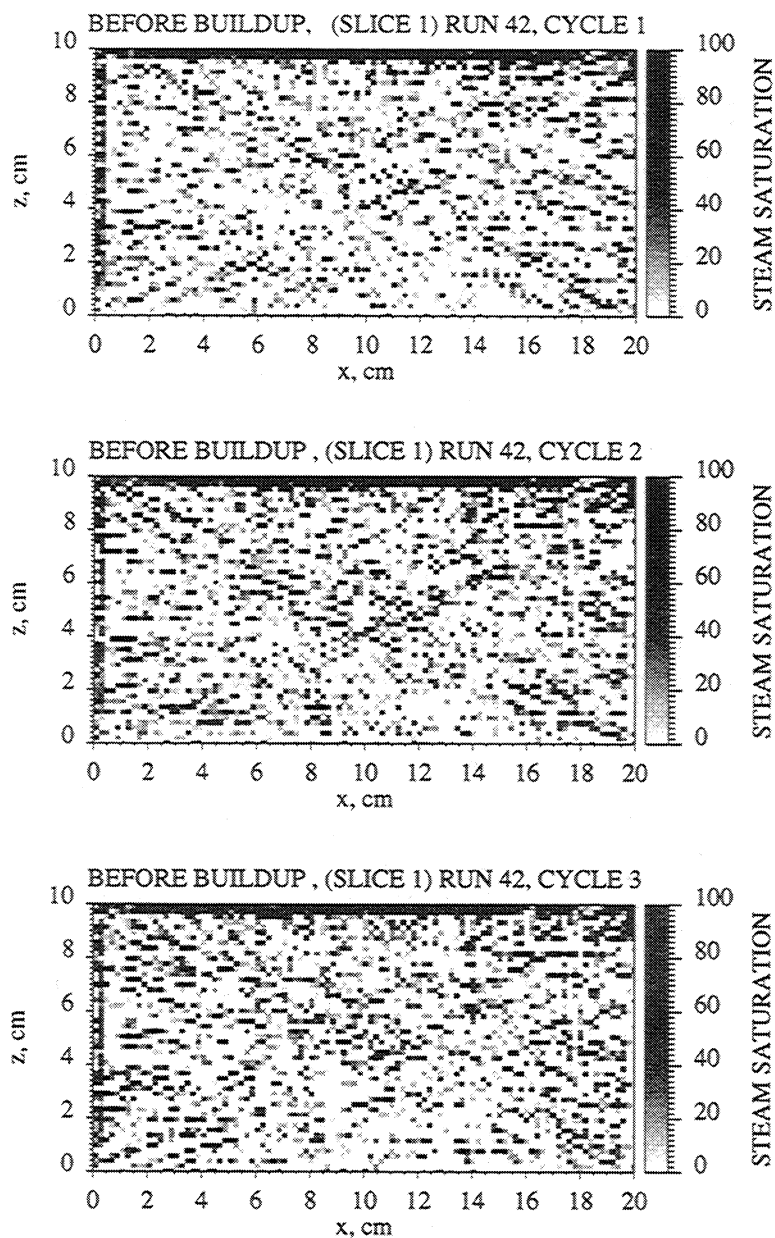 BEFORE BUILDUP, (SLICE 1) RUN 42, CYCLE 1
10
8
6
4
2
0
z, cm
0 2 4 6 8 10 12 14 16 18 20
x, cm
100
80
60
40
20
0
STEAM SATURATION
BEFORE BUILDUP , (SLICE 1) RUN 42, CYCLE 2
10
8
6
4
2
0
z, cm
0 2 4 6 8 10 12 14 16 18 20
x, cm
100
80
60
40
20
0
STEAM SATURATION
BEFORE BUILDUP , (SLICE 1) RUN 42, CYCLE 3
10
8
6
4
2
0
z, cm
0 2 4 6 8 10 12 14 16 18 20
x, cm
100
80
60
40
20
0
STEAM SATURATION